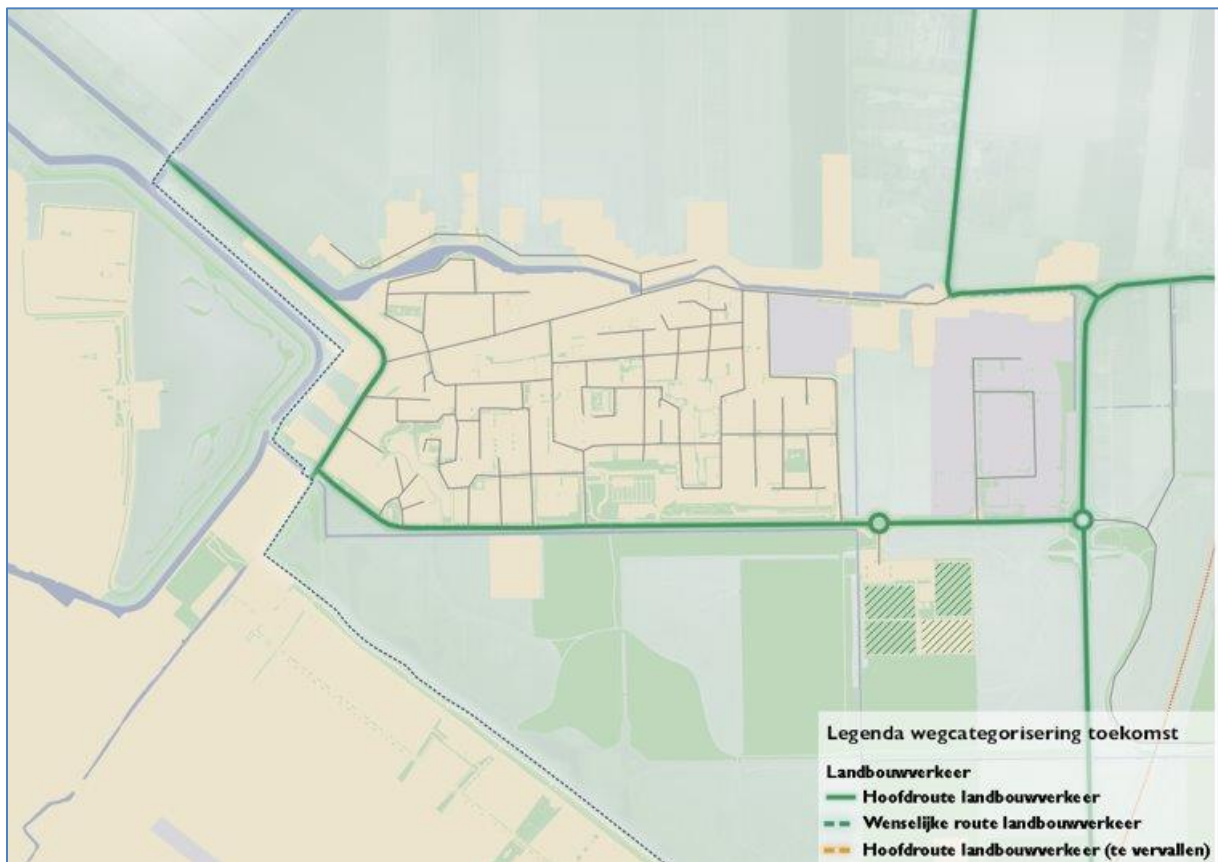 Legenda wegcategorisering toekomst
Landbouwverkeer
Hoofdroute landbouwverkeer
Wenselijke route landbouwverkeer
Hoofdroute landbouwverkeer (te vervallen)